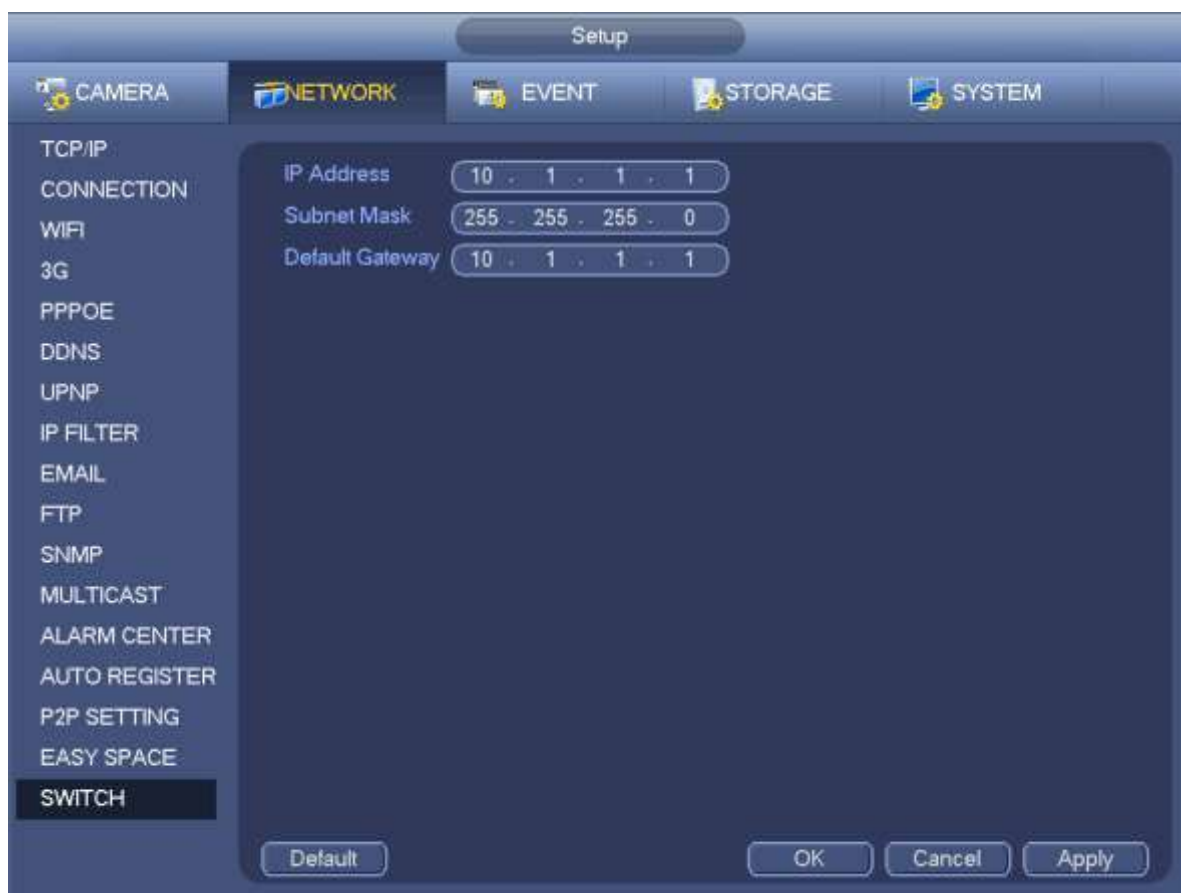 Setup
CAMERA NETWORK EVENT STORAGE SYSTEM
TCP/IP
CONNECTION
WIFI
3G
PPPOE
DDNS
UPNP
IP FILTER
EMAIL
FTP
SNMP
MULTICAST
ALARM CENTER
AUTO REGISTER
P2P SETTING
EASY SPACE
SWITCH
IP Address 10 . 1 . 1 . 1
Subnet Mask 255 . 255 . 255 . 0
Default Gateway 10 . 1 . 1 . 1
Default OK Cancel Apply